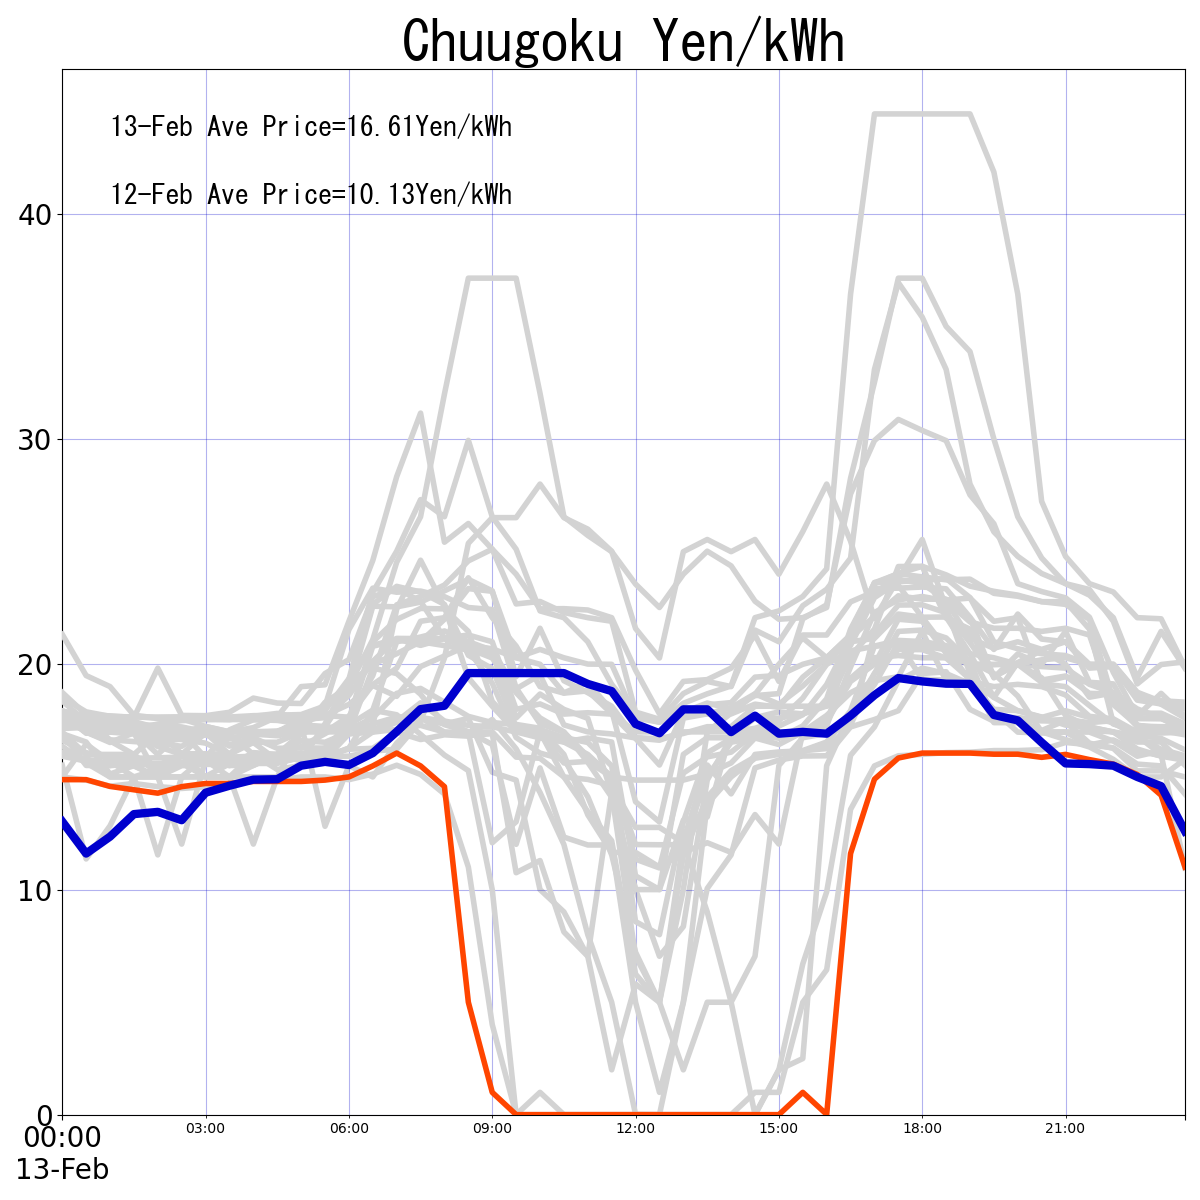 Chuugoku Yen/kWh
13-Feb Ave Price=16.61Yen/kWh
12-Feb Ave Price=10.13Yen/kWh
40
30
20
10
0
00:00 03:00 06:00 09:00 12:00 15:00 18:00 21:00
13-Feb